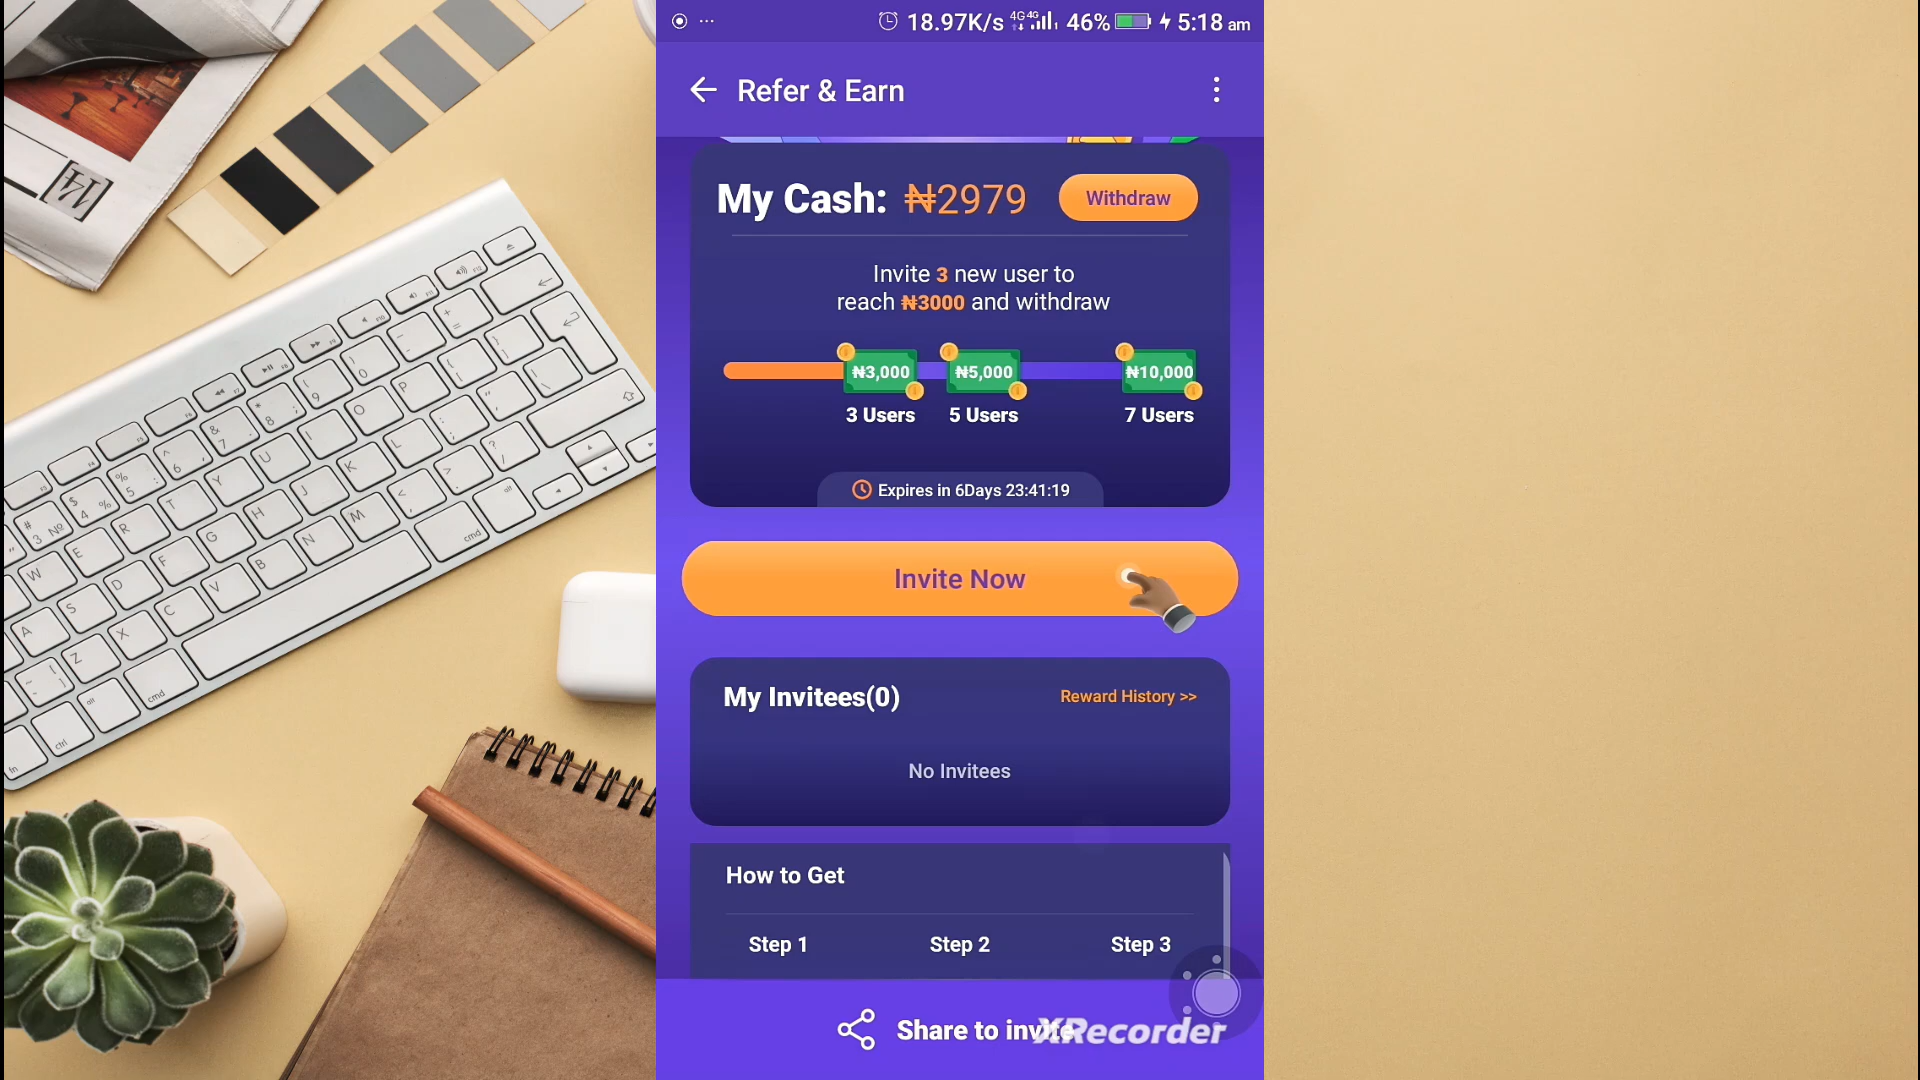 18.97K/s 4G 4G 46% 5:18 am
Refer & Earn
My Cash: ₦2979
Withdraw
Invite 3 new user to
reach ₦3000 and withdraw
₦3,000 ₦5,000 ₦10,000
3 Users 5 Users 7 Users
Expires in 6Days 23:41:19
Invite Now
My Invitees(0)
Reward History >>
No Invitees
How to Get
Step 1 Step 2 Step 3
Share to invite
XRecorder